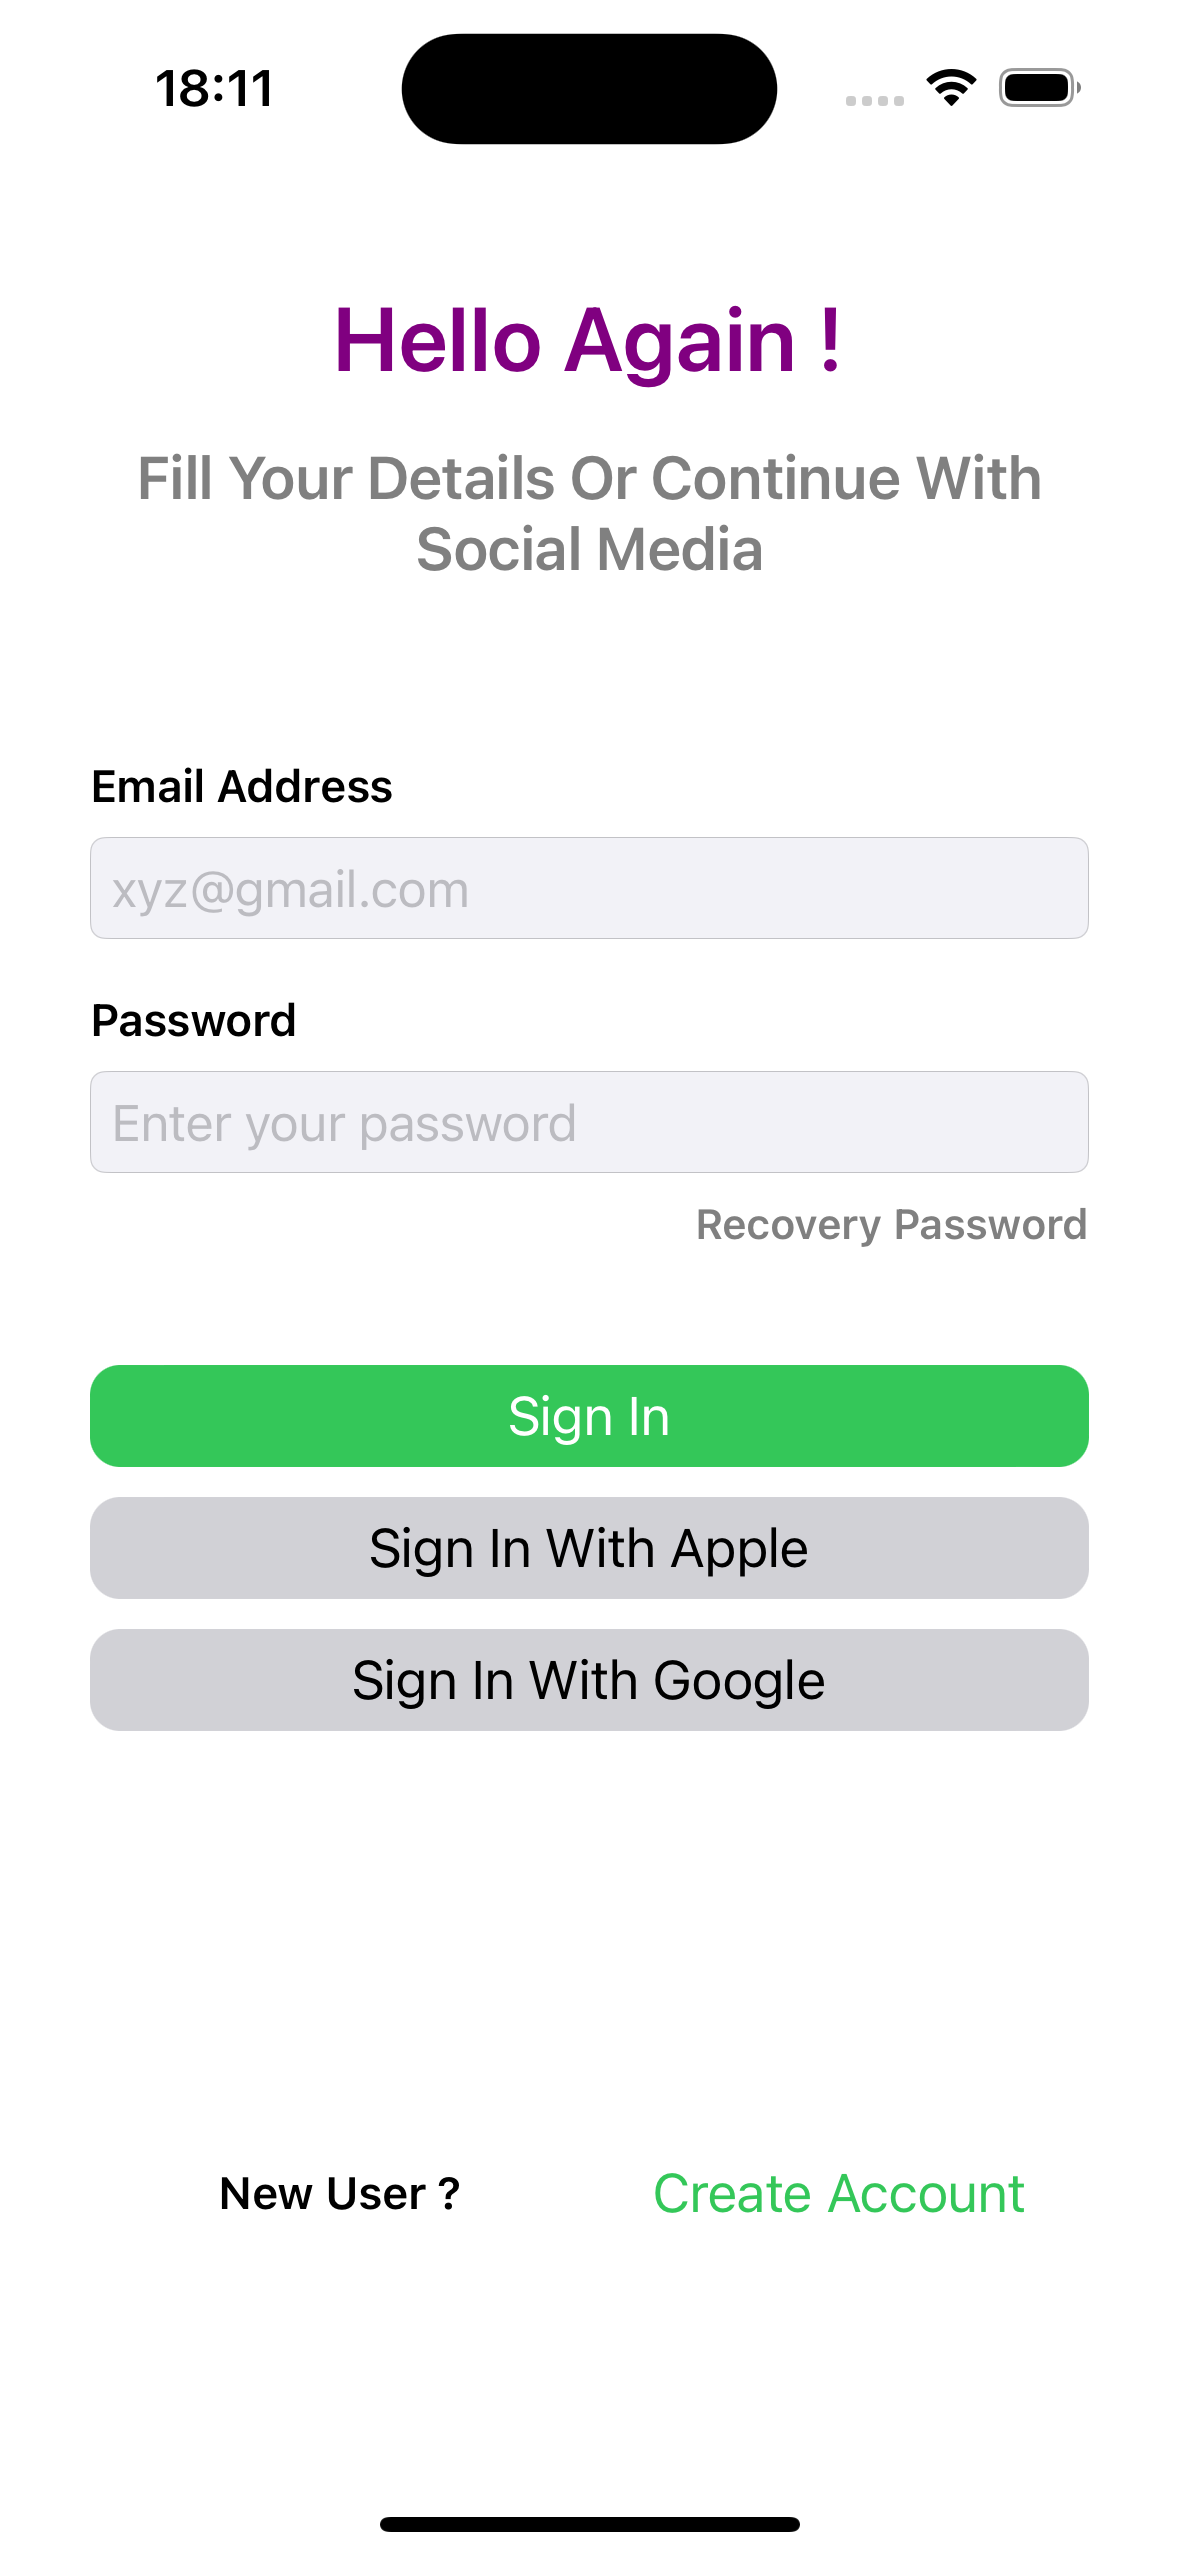 18:11
Hello Again !
Fill Your Details Or Continue With
Social Media
Email Address
xyz@gmail.com
Password
Enter your password
Recovery Password
Sign In
Sign In With Apple
Sign In With Google
New User ?
Create Account